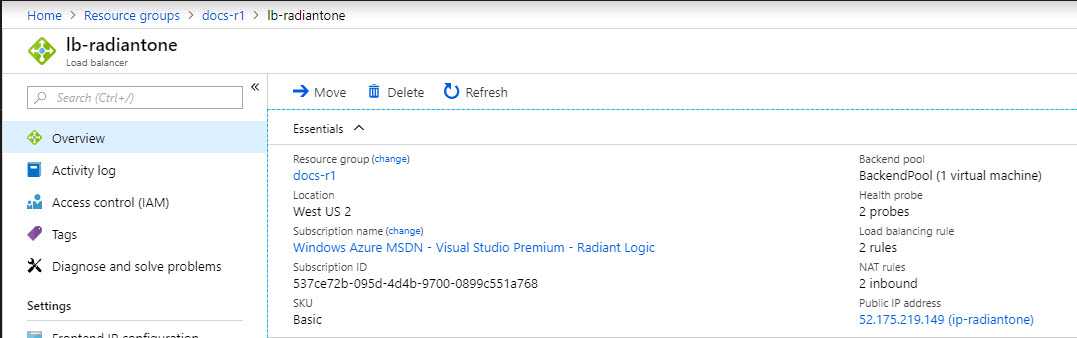 Home > Resource groups > docs-r1 > lb-radiantone
lb-radiantone
Load balancer
Search (Ctrl+/)
«
Overview
Activity log
Access control (IAM)
Tags
Diagnose and solve problems
Settings
Frontend IP configuration
Move Delete Refresh
Essentials
Resource group (change)
docs-r1
Location
West US 2
Subscription name (change)
Windows Azure MSDN - Visual Studio Premium - Radiant Logic
Subscription ID
537ce72b-095d-4d4b-9700-0899c551a768
SKU
Basic
Backend pool
BackendPool (1 virtual machine)
Health probe
2 probes
Load balancing rule
2 rules
NAT rules
2 inbound
Public IP address
52.175.219.149 (ip-radiantone)